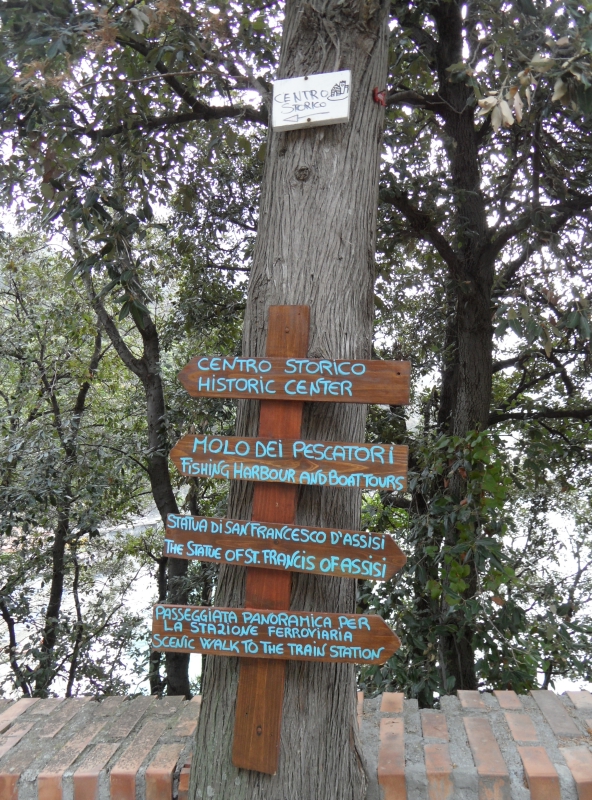 CENTRO
STORICO
CENTRO STORICO
HISTORIC CENTER
MOLO DEI PESCATORI
FISHING HARBOUR AND BOAT TOURS
STATUA DI SAN FRANCESCO D'ASSISI
THE STATUE OF ST. FRANCIS OF ASSISI
PASSEGGIATA PANORAMICA PER
LA STAZIONE FERROVIARIA
SCENIC WALK TO THE TRAIN STATION